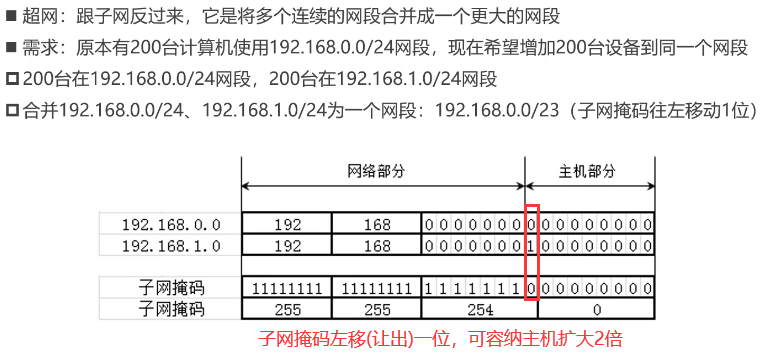 超网：跟子网反过来，它是将多个连续的网段合并成一个更大的网段
需求：原本有200台计算机使用192.168.0.0/24网段，现在希望增加200台设备到同一个网段
200台在192.168.0.0/24网段，200台在192.168.1.0/24网段
合并192.168.0.0/24、192.168.1.0/24为一个网段：192.168.0.0/23（子网掩码往左移动1位）
网络部分 主机部分
192.168.0.0 192 168 0 0 0 0 0 0 0 0 0 0 0 0 0 0 0 0
192.168.1.0 192 168 0 0 0 0 0 0 0 1 0 0 0 0 0 0 0 0
子网掩码 11111111 11111111 1 1 1 1 1 1 1 0 0 0 0 0 0 0 0 0
子网掩码 255 255 254 0
子网掩码左移(让出)一位，可容纳主机扩大2倍